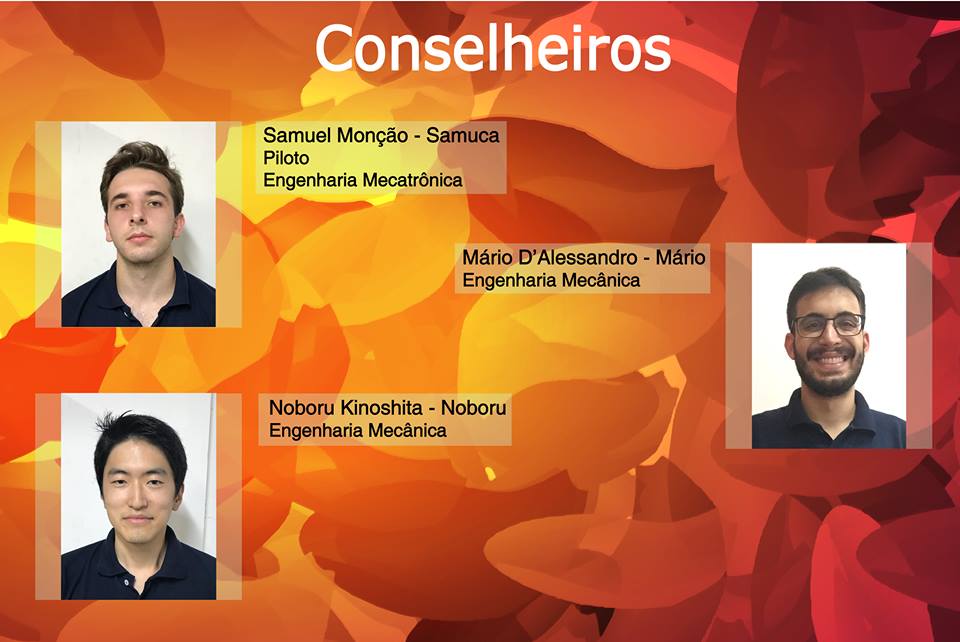 Conselheiros
Samuel Monção - Samuca
Piloto
Engenharia Mecatrônica
Mário D'Alessandro - Mário
Engenharia Mecânica
Noboru Kinoshita - Noboru
Engenharia Mecânica